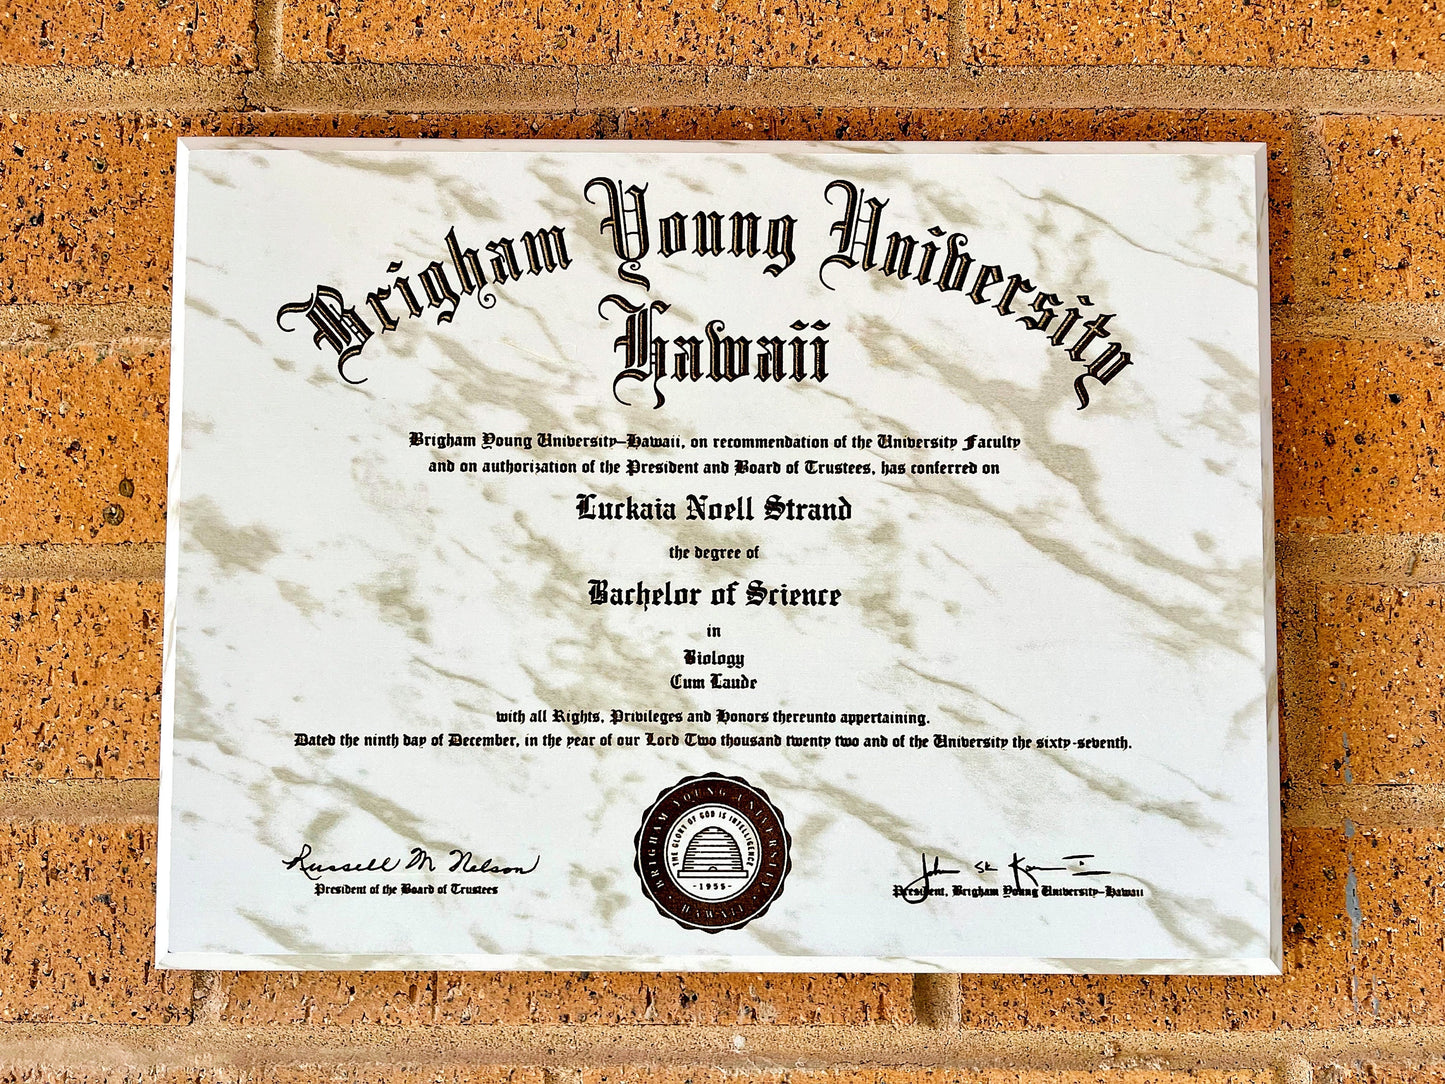 Brigham Young University
Hawaii
Brigham Young University–Hawaii, on recommendation of the University Faculty
and on authorization of the President and Board of Trustees, has conferred on
Luckaia Noell Strand
the degree of
Bachelor of Science
in
Biology
Cum Laude
with all Rights, Privileges and Honors thereunto appertaining.
Dated the ninth day of December, in the year of our Lord Two thousand twenty two and of the University the sixty-seventh.
Russell M Nelson
President of the Board of Trustees
BRIGHAM YOUNG UNIVERSITY
HAWAII
THE GLORY OF GOD IS INTELLIGENCE
-1955-
John
President, Brigham Young University–Hawaii